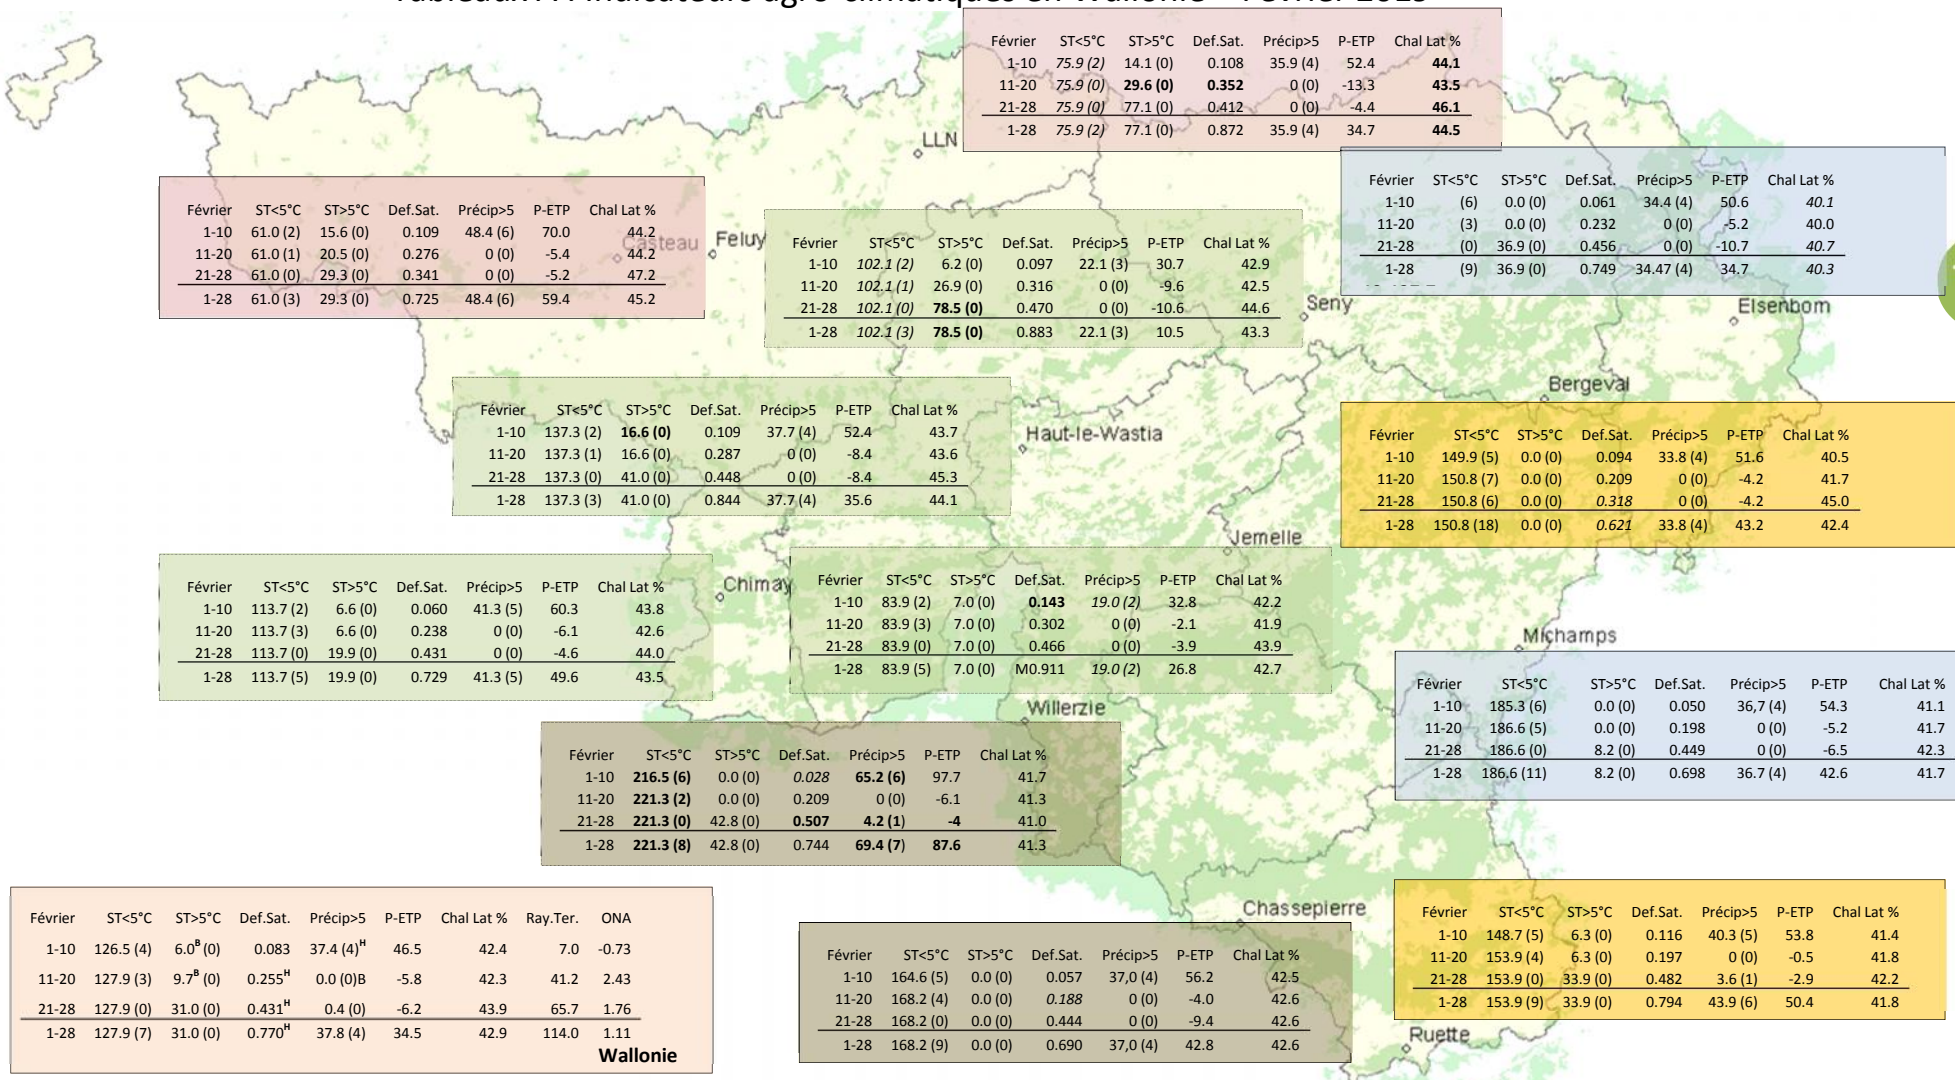 Février ST<5°C ST>5°C Def.Sat. Précip>5 P-ETP Chal Lat %
1-10 75.9 (2) 14.1 (0) 0.108 35.9 (4) 52.4 44.1
11-20 75.9 (0) 29.6 (0) 0.352 0 (0) -13.3 43.5
21-28 75.9 (0) 77.1 (0) 0.412 0 (0) -4.4 46.1
1-28 75.9 (2) 77.1 (0) 0.872 35.9 (4) 34.7 44.5
LLN
Février ST<5°C ST>5°C Def.Sat. Précip>5 P-ETP Chal Lat %
1-10 (6) 0.0 (0) 0.061 34.4 (4) 50.6 40.1
11-20 (3) 0.0 (0) 0.232 0 (0) -5.2 40.0
21-28 (0) 36.9 (0) 0.456 0 (0) -10.7 40.7
1-28 (9) 36.9 (0) 0.749 34.47 (4) 34.7 40.3
Elsenborn
Février ST<5°C ST>5°C Def.Sat. Précip>5 P-ETP Chal Lat %
1-10 61.0 (2) 15.6 (0) 0.109 48.4 (6) 70.0 44.2
11-20 61.0 (1) 20.5 (0) 0.276 0 (0) -5.4 44.2
21-28 61.0 (0) 29.3 (0) 0.341 0 (0) -5.2 47.2
1-28 61.0 (3) 29.3 (0) 0.725 48.4 (6) 59.4 45.2
Casteau
Feluy
Février ST<5°C ST>5°C Def.Sat. Précip>5 P-ETP Chal Lat %
1-10 102.1 (2) 6.2 (0) 0.097 22.1 (3) 30.7 42.9
11-20 102.1 (1) 26.9 (0) 0.316 0 (0) -9.6 42.5
21-28 102.1 (0) 78.5 (0) 0.470 0 (0) -10.6 44.6
1-28 102.1 (3) 78.5 (0) 0.883 22.1 (3) 10.5 43.3
Seny
Bergeval
Février ST<5°C ST>5°C Def.Sat. Précip>5 P-ETP Chal Lat %
1-10 137.3 (2) 16.6 (0) 0.109 37.7 (4) 52.4 43.7
11-20 137.3 (1) 16.6 (0) 0.287 0 (0) -8.4 43.6
21-28 137.3 (0) 41.0 (0) 0.448 0 (0) -8.4 45.3
1-28 137.3 (3) 41.0 (0) 0.844 37.7 (4) 35.6 44.1
Haut-le-Wastia
Février ST<5°C ST>5°C Def.Sat. Précip>5 P-ETP Chal Lat %
1-10 149.9 (5) 0.0 (0) 0.094 33.8 (4) 51.6 40.5
11-20 150.8 (7) 0.0 (0) 0.209 0 (0) -4.2 41.7
21-28 150.8 (6) 0.0 (0) 0.318 0 (0) -4.2 45.0
1-28 150.8 (18) 0.0 (0) 0.621 33.8 (4) 43.2 42.4
Jemelle
Février ST<5°C ST>5°C Def.Sat. Précip>5 P-ETP Chal Lat %
1-10 113.7 (2) 6.6 (0) 0.060 41.3 (5) 60.3 43.8
11-20 113.7 (3) 6.6 (0) 0.238 0 (0) -6.1 42.6
21-28 113.7 (0) 19.9 (0) 0.431 0 (0) -4.6 44.0
1-28 113.7 (5) 19.9 (0) 0.729 41.3 (5) 49.6 43.5
Chimay
Février ST<5°C ST>5°C Def.Sat. Précip>5 P-ETP Chal Lat %
1-10 83.9 (2) 7.0 (0) 0.143 19.0 (2) 32.8 42.2
11-20 83.9 (3) 7.0 (0) 0.302 0 (0) -2.1 41.9
21-28 83.9 (0) 7.0 (0) 0.466 0 (0) -3.9 43.9
1-28 83.9 (5) 7.0 (0) M0.911 19.0 (2) 26.8 42.7
Michamps
Février ST<5°C ST>5°C Def.Sat. Précip>5 P-ETP Chal Lat %
1-10 185.3 (6) 0.0 (0) 0.050 36,7 (4) 54.3 41.1
11-20 186.6 (5) 0.0 (0) 0.198 0 (0) -5.2 41.7
21-28 186.6 (0) 8.2 (0) 0.449 0 (0) -6.5 42.3
1-28 186.6 (11) 8.2 (0) 0.698 36.7 (4) 42.6 41.7
Willerzie
Février ST<5°C ST>5°C Def.Sat. Précip>5 P-ETP Chal Lat %
1-10 216.5 (6) 0.0 (0) 0.028 65.2 (6) 97.7 41.7
11-20 221.3 (2) 0.0 (0) 0.209 0 (0) -6.1 41.3
21-28 221.3 (0) 42.8 (0) 0.507 4.2 (1) -4 41.0
1-28 221.3 (8) 42.8 (0) 0.744 69.4 (7) 87.6 41.3
Février ST<5°C ST>5°C Def.Sat. Précip>5 P-ETP Chal Lat % Ray.Ter. ONA
1-10 126.5 (4) 6.0ᴮ (0) 0.083 37.4 (4)ᴴ 46.5 42.4 7.0 -0.73
11-20 127.9 (3) 9.7ᴮ (0) 0.255ᴴ 0.0 (0)B -5.8 42.3 41.2 2.43
21-28 127.9 (0) 31.0 (0) 0.431ᴴ 0.4 (0) -6.2 43.9 65.7 1.76
1-28 127.9 (7) 31.0 (0) 0.770ᴴ 37.8 (4) 34.5 42.9 114.0 1.11
Wallonie
Chassepierre
Février ST<5°C ST>5°C Def.Sat. Précip>5 P-ETP Chal Lat %
1-10 164.6 (5) 0.0 (0) 0.057 37,0 (4) 56.2 42.5
11-20 168.2 (4) 0.0 (0) 0.188 0 (0) -4.0 42.6
21-28 168.2 (0) 0.0 (0) 0.444 0 (0) -9.4 42.6
1-28 168.2 (9) 0.0 (0) 0.690 37,0 (4) 42.8 42.6
Février ST<5°C ST>5°C Def.Sat. Précip>5 P-ETP Chal Lat %
1-10 148.7 (5) 6.3 (0) 0.116 40.3 (5) 53.8 41.4
11-20 153.9 (4) 6.3 (0) 0.197 0 (0) -0.5 41.8
21-28 153.9 (0) 33.9 (0) 0.482 3.6 (1) -2.9 42.2
1-28 153.9 (9) 33.9 (0) 0.794 43.9 (6) 50.4 41.8
Ruette